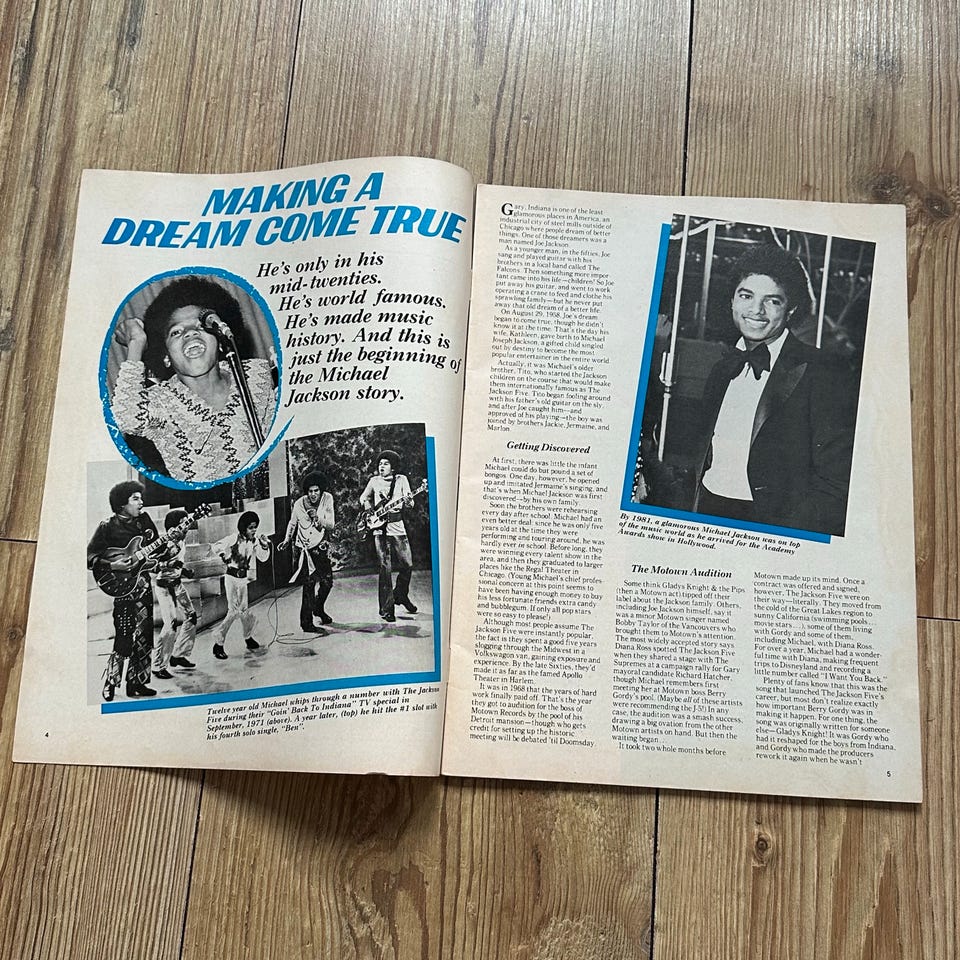 MAKING A
DREAM COME TRUE
He's only in his
mid-twenties.
He's world famous.
He's made music
history. And this is
just the beginning of
the Michael
Jackson story.
Twelve year old Michael whips through a number with The Jackson
Five during their "Goin' Back To Indiana" TV special in
September, 1971 (above). A year later, (top) he hit the #1 slot with
his fourth solo single, "Ben".
4
Gary, Indiana is one of the least
glamorous places in America, an
industrial city of steel mills outside of
Chicago where people dream of better
things. One of those dreamers was a
man named Joe Jackson.
As a younger man, in the fifties, Joe
sang and played guitar with his
brothers in a local band called The
Falcons. Then something more impor
tant came into his life—children! So Joe
put away his guitar, and went to work
operating a crane to feed and clothe his
sprawling family—but he never put
away that old dream of a better life.
On August 29, 1958, Joe's dream
began to come true, though he didn't
know it at the time. That's the day his
wife, Kathleen, gave birth to Michael
Joseph Jackson, a gifted child singled
out by destiny to become the most
popular entertainer in the entire world.
Actually, it was Michael's older
brother, Tito, who started the Jackson
children on the course that would make
them internationally famous as The
Jackson Five. Tito began fooling around
with his father's old guitar on the sly,
and after Joe caught him—and
approved of his playing—the boy was
joined by brothers Jackie, Jermaine, and
Marlon.
Getting Discovered
At first, there was little the infant
Michael could do but pound a set of
bongos. One day, however, he opened
up and imitated Jermaine's singing, and
that's when Michael Jackson was first
discovered—by his own family.
Soon the brothers were rehearsing
every day after school. Michael had an
even better deal: since he was only five
years old at the time they were
performing and touring around, he was
hardly ever in school. Before long, they
were winning every talent show in the
area, and then they graduated to larger
places like the Regal Theater in
Chicago. (Young Michael's chief profes-
sional concern at this point seems to
have been having enough money to buy
his less fortunate friends extra candy
and bubblegum. If only all pop stars
were so easy to please!)
Although most people assume The
Jackson Five were instantly popular,
the fact is they spent a good five years
slogging through the Midwest in a
Volkswagen van, gaining exposure and
experience. By the late Sixties, they'd
made it as far as the famed Apollo
Theater in Harlem.
It was in 1968 that the years of hard
work finally paid off. That's the year
they got to audition for the boss of
Motown Records by the pool of his
Detroit mansion—though who gets
credit for setting up the historic
meeting will be debated 'til Doomsday.
By 1981, a glamorous Michael Jackson was on top
of the music world as he arrived for the Academy
Awards show in Hollywood.
The Motown Audition
Some think Gladys Knight & the Pips
(then a Motown act) tipped off their
label about the Jackson family. Others,
including Joe Jackson himself, say it
was a minor Motown singer named
Bobby Taylor of the Vancouvers who
brought them to Motown's attention.
The most widely accepted story says
Diana Ross spotted The Jackson Five
when they shared a stage with The
Supremes at a campaign rally for Gary
mayoral candidate Richard Hatcher,
though Michael remembers first
meeting her at Motown boss Berry
Gordy's pool. (Maybe all of these artists
were recommending the J-5!) In any
case, the audition was a smash success,
drawing a big ovation from the other
Motown artists on hand. But then the
waiting began...
It took two whole months before
Motown made up its mind. Once a
contract was offered and signed,
however, The Jackson Five were on
their way—literally. They moved from
the cold of the Great Lakes region to
sunny California (swimming pools...
movie stars...), some of them living
with Gordy and some of them,
including Michael, with Diana Ross.
For over a year, Michael had a wonder-
ful time with Diana, making frequent
trips to Disneyland and recording a
little number called "I Want You Back."
Plenty of fans know that this was the
song that launched The Jackson Five's
career, but most don't realize exactly
how important Berry Gordy was in
making it happen. For one thing, the
song was originally written for someone
else—Gladys Knight! It was Gordy who
had it reshaped for the boys from Indiana,
and Gordy who made the producers
rework it again when he wasn't
5